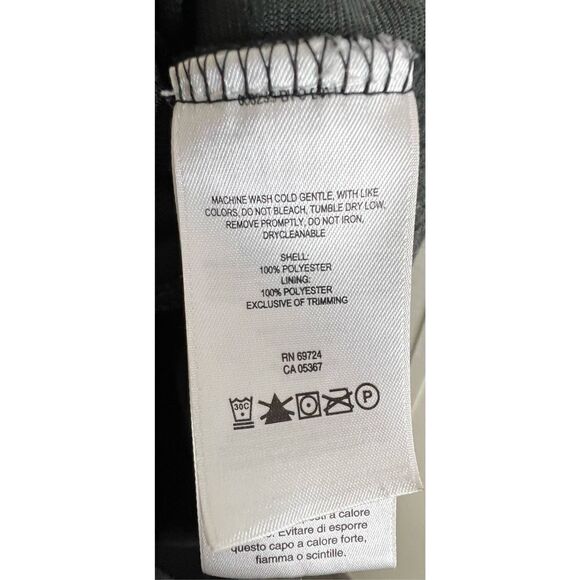 MACHINE WASH COLD GENTLE, WITH LIKE
COLORS, DO NOT BLEACH, TUMBLE DRY LOW,
REMOVE PROMPTLY, DO NOT IRON,
DRYCLEANABLE
SHELL:
100% POLYESTER
LINING:
100% POLYESTER
EXCLUSIVE OF TRIMMING
RN 69724
CA 05367
30C P
a calore
Evitare di esporre
questo capo a calore forte,
fiamma o scintille.